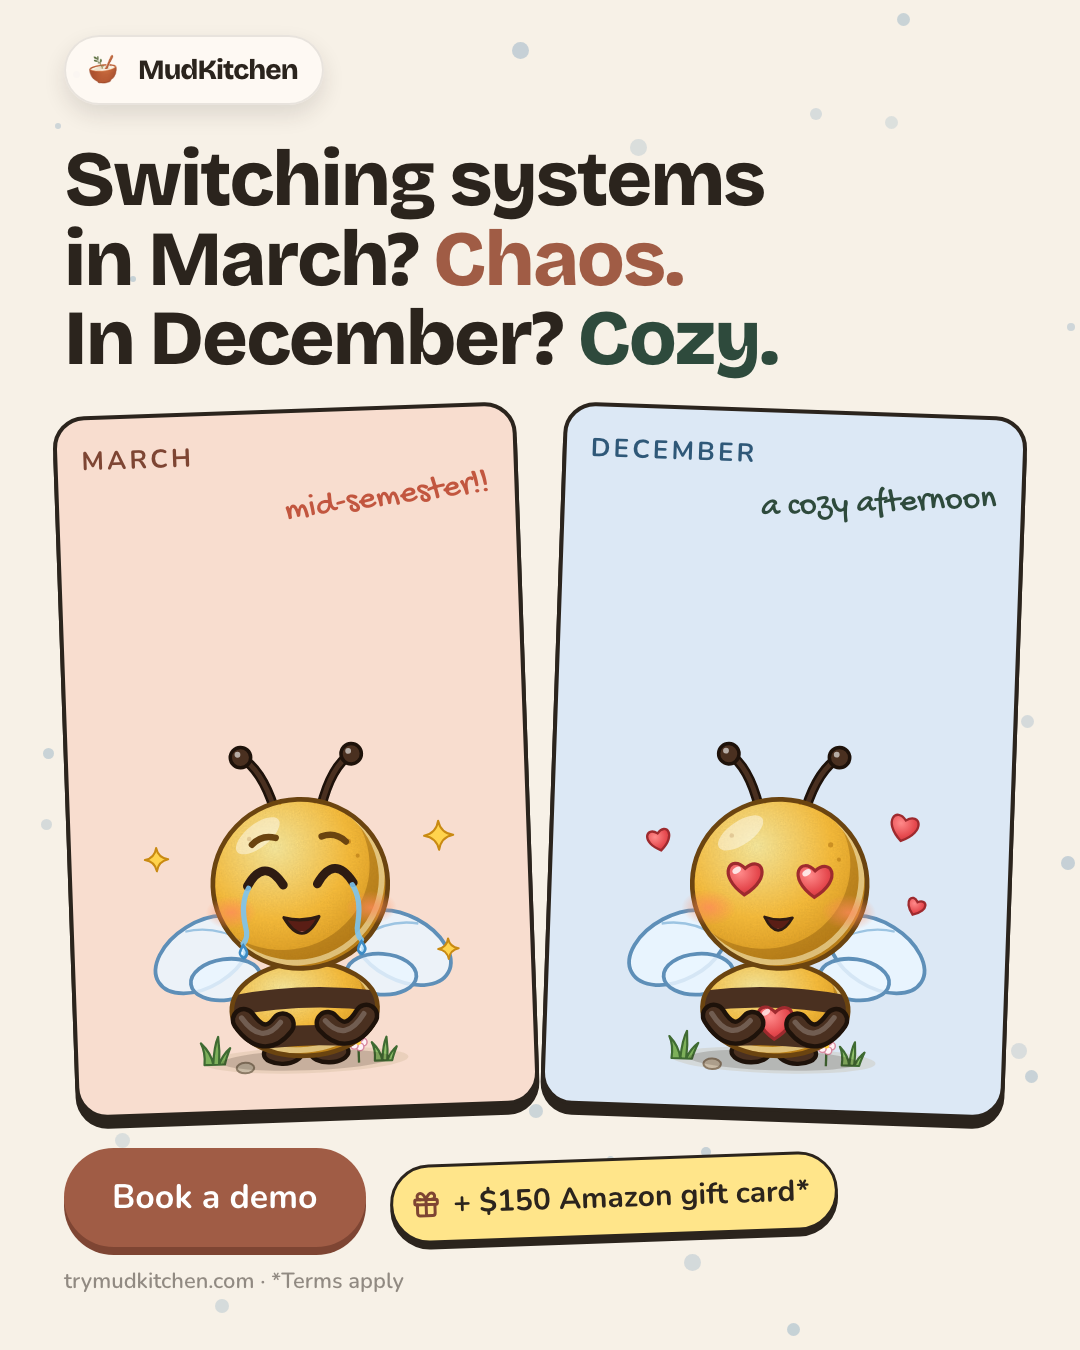 MudKitchen
Switching systems
in March? Chaos.
In December? Cozy.
MARCH
mid-semester!!
DECEMBER
a cozy afternoon
Book a demo
+ $150 Amazon gift card*
trymudkitchen.com · *Terms apply